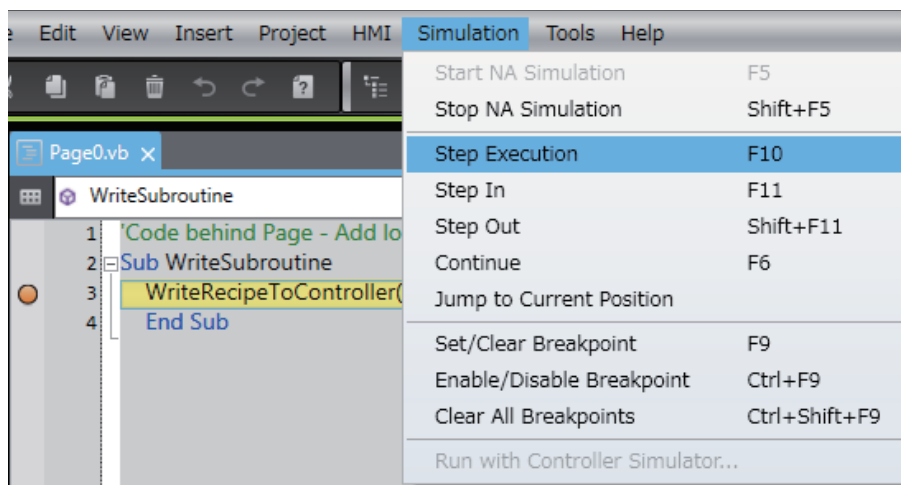 Edit View Insert Project HMI Simulation Tools Help
Start NA Simulation F5
Stop NA Simulation Shift+F5
Step Execution F10
Step In F11
Step Out Shift+F11
Continue F6
Jump to Current Position
Set/Clear Breakpoint F9
Enable/Disable Breakpoint Ctrl+F9
Clear All Breakpoints Ctrl+Shift+F9
Run with Controller Simulator...
Page0.vb
WriteSubroutine
1 'Code behind Page - Add lo
2 Sub WriteSubroutine
3 WriteRecipeToController(
4 End Sub